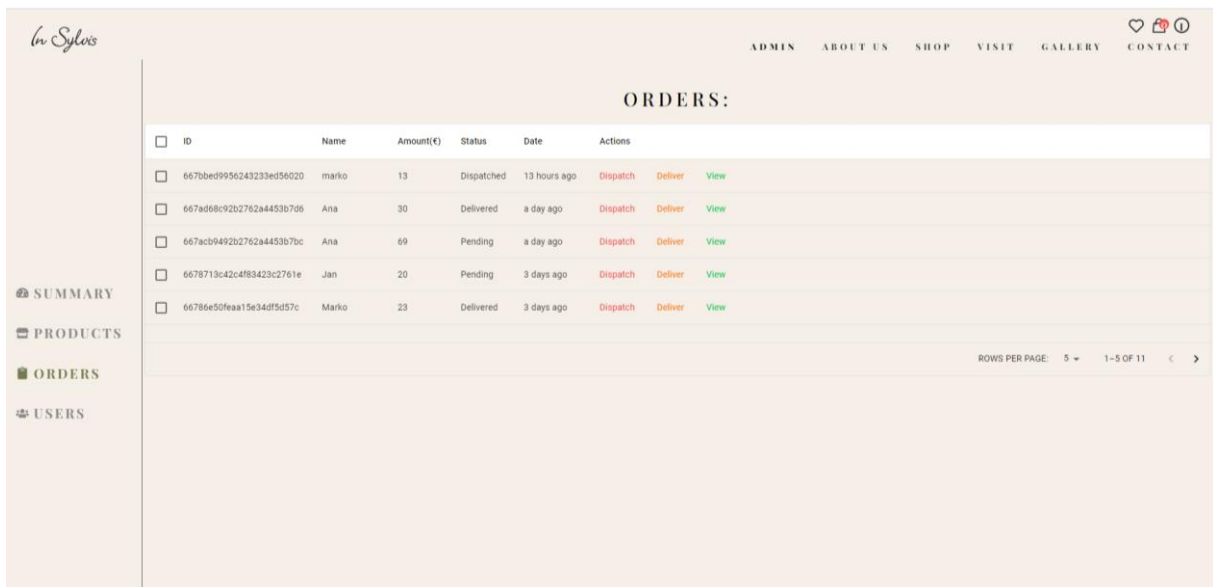 In Sylvis
ADMIN ABOUT US SHOP VISIT GALLERY CONTACT
ORDERS:
ID Name Amount(€) Status Date Actions
667bbed9956243233ed56020 marko 13 Dispatched 13 hours ago Dispatch Deliver View
667ad68c92b2762a4453b7d6 Ana 30 Delivered a day ago Dispatch Deliver View
667acb9492b2762a4453b7bc Ana 69 Pending a day ago Dispatch Deliver View
6678713c42c4f83423c2761e Jan 20 Pending 3 days ago Dispatch Deliver View
66786e50feaa15e34df5d57c Marko 23 Delivered 3 days ago Dispatch Deliver View
ROWS PER PAGE: 5 1–5 OF 11
SUMMARY
PRODUCTS
ORDERS
USERS